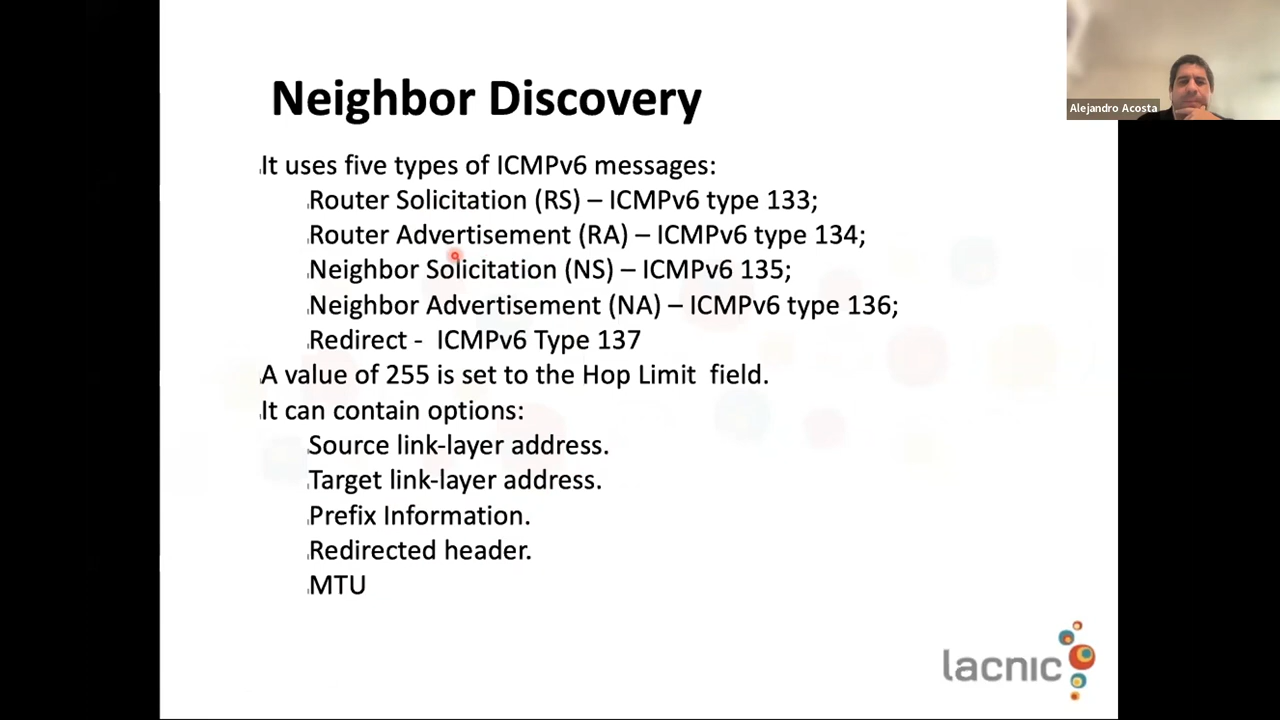 Neighbor Discovery
Alejandro Acosta
It uses five types of ICMPv6 messages:
Router Solicitation (RS) – ICMPv6 type 133;
Router Advertisement (RA) – ICMPv6 type 134;
Neighbor Solicitation (NS) – ICMPv6 135;
Neighbor Advertisement (NA) – ICMPv6 type 136;
Redirect - ICMPv6 Type 137
A value of 255 is set to the Hop Limit field.
It can contain options:
Source link-layer address.
Target link-layer address.
Prefix Information.
Redirected header.
MTU
lacnic